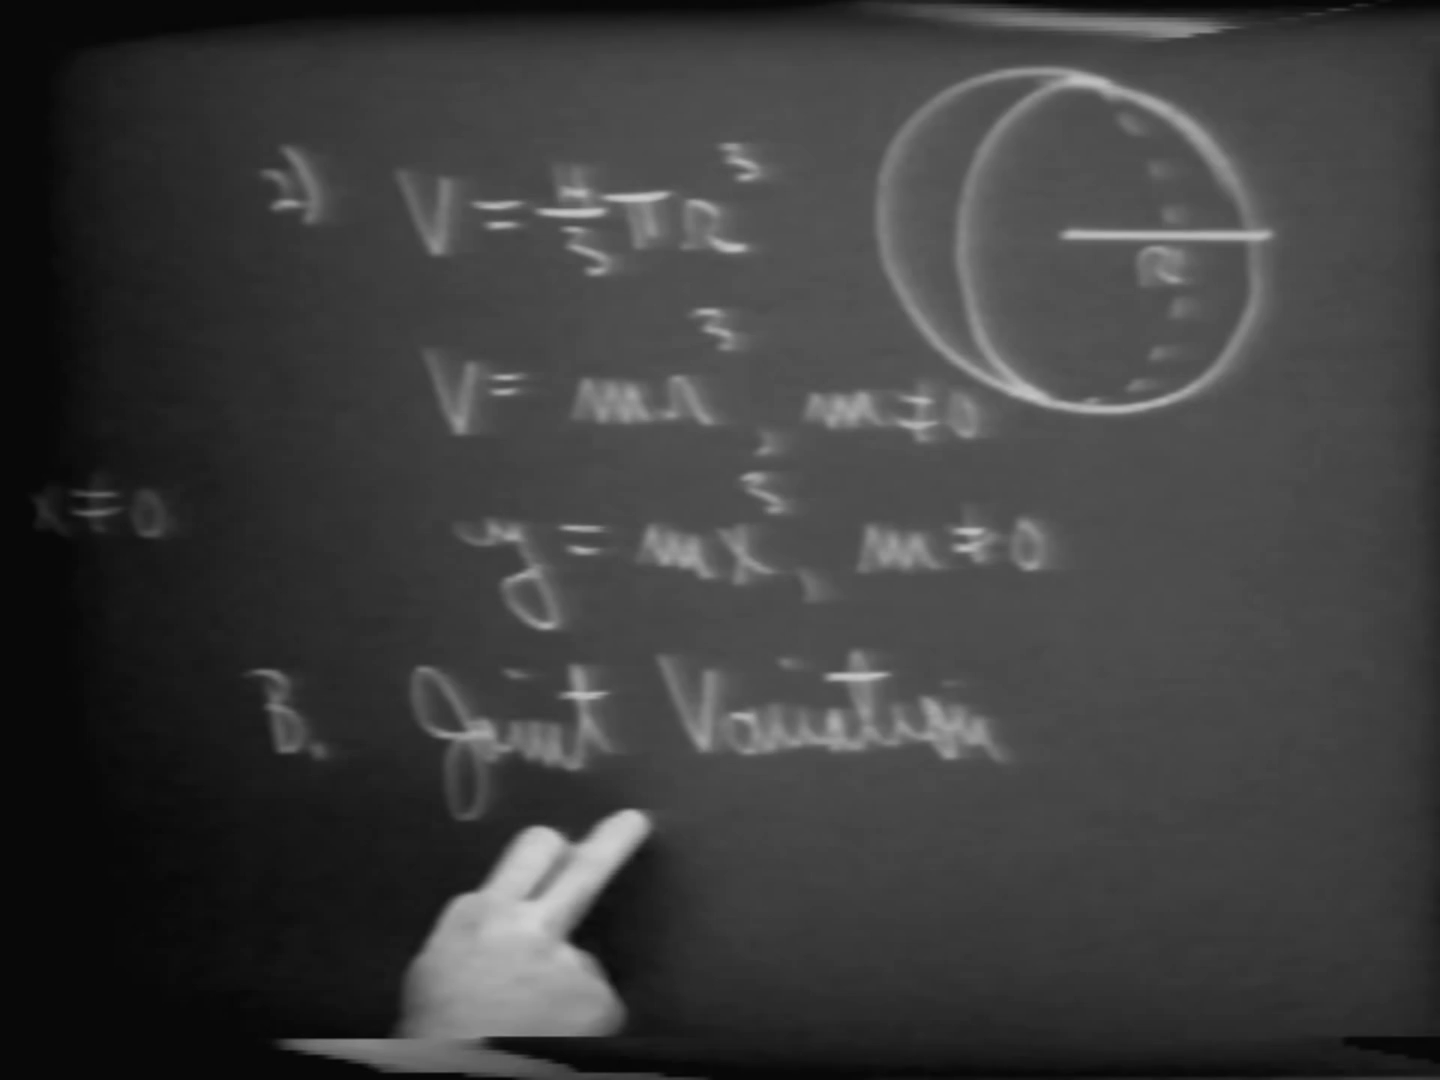 2) V = 4/3 π R³
R
V = mr³, m ≠ 0
x ≠ 0
y = mx³, m ≠ 0
B. Joint Variation